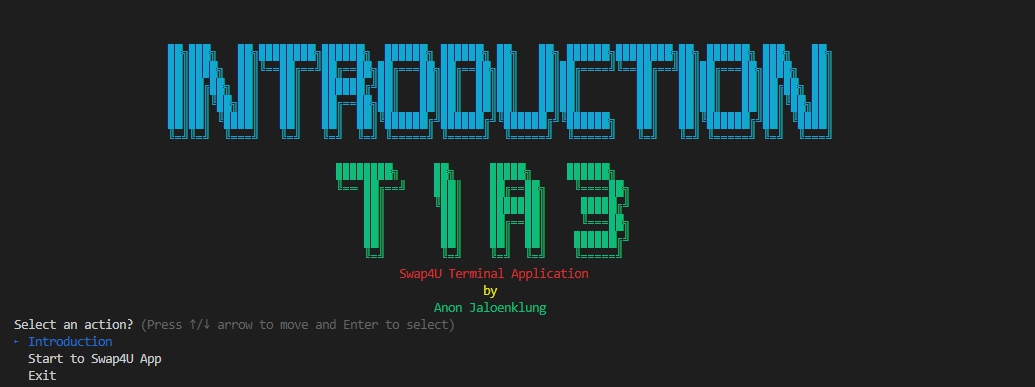 INTRODUCTION
T1A3
Swap4U Terminal Application
by
Anon Jaloenklung
Select an action? (Press ↑/↓ arrow to move and Enter to select)
‣ Introduction
Start to Swap4U App
Exit